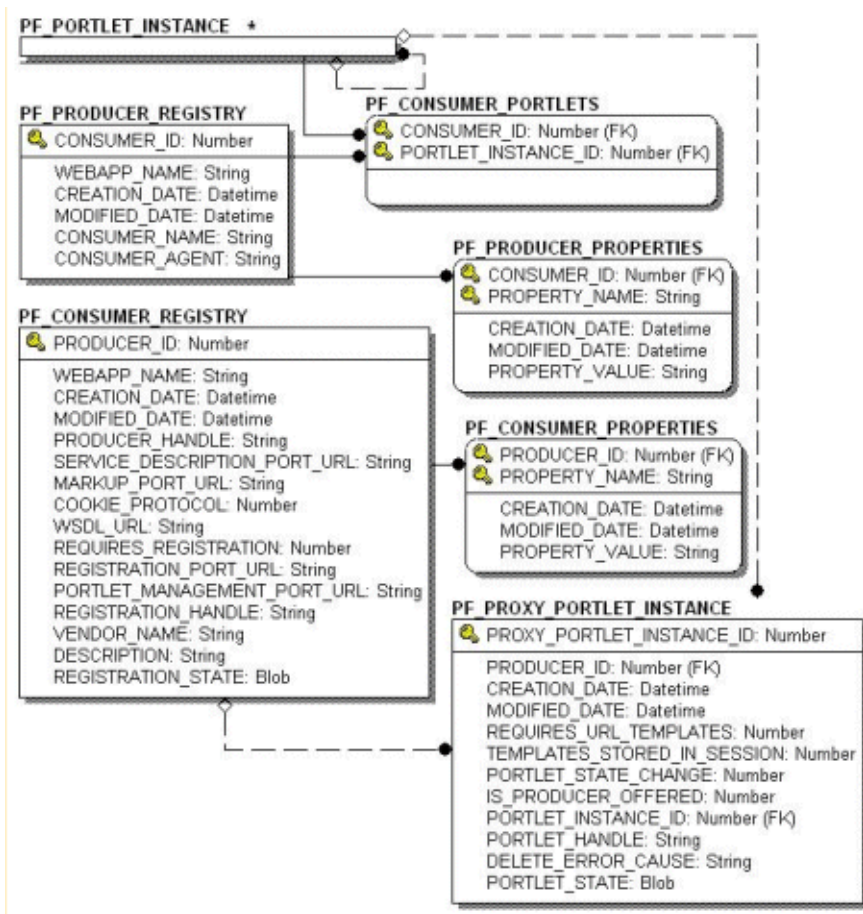 PF_PORTLET_INSTANCE *
PF_PRODUCER_REGISTRY
CONSUMER_ID: Number
WEBAPP_NAME: String
CREATION_DATE: Datetime
MODIFIED_DATE: Datetime
CONSUMER_NAME: String
CONSUMER_AGENT: String
PF_CONSUMER_PORTLETS
CONSUMER_ID: Number (FK)
PORTLET_INSTANCE_ID: Number (FK)
PF_PRODUCER_PROPERTIES
CONSUMER_ID: Number (FK)
PROPERTY_NAME: String
CREATION_DATE: Datetime
MODIFIED_DATE: Datetime
PROPERTY_VALUE: String
PF_CONSUMER_REGISTRY
PRODUCER_ID: Number
WEBAPP_NAME: String
CREATION_DATE: Datetime
MODIFIED_DATE: Datetime
PRODUCER_HANDLE: String
SERVICE_DESCRIPTION_PORT_URL: String
MARKUP_PORT_URL: String
COOKIE_PROTOCOL: Number
WSDL_URL: String
REQUIRES_REGISTRATION: Number
REGISTRATION_PORT_URL: String
PORTLET_MANAGEMENT_PORT_URL: String
REGISTRATION_HANDLE: String
VENDOR_NAME: String
DESCRIPTION: String
REGISTRATION_STATE: Blob
PF_CONSUMER_PROPERTIES
PRODUCER_ID: Number (FK)
PROPERTY_NAME: String
CREATION_DATE: Datetime
MODIFIED_DATE: Datetime
PROPERTY_VALUE: String
PF_PROXY_PORTLET_INSTANCE
PROXY_PORTLET_INSTANCE_ID: Number
PRODUCER_ID: Number (FK)
CREATION_DATE: Datetime
MODIFIED_DATE: Datetime
REQUIRES_URL_TEMPLATES: Number
TEMPLATES_STORED_IN_SESSION: Number
PORTLET_STATE_CHANGE: Number
IS_PRODUCER_OFFERED: Number
PORTLET_INSTANCE_ID: Number (FK)
PORTLET_HANDLE: String
DELETE_ERROR_CAUSE: String
PORTLET_STATE: Blob